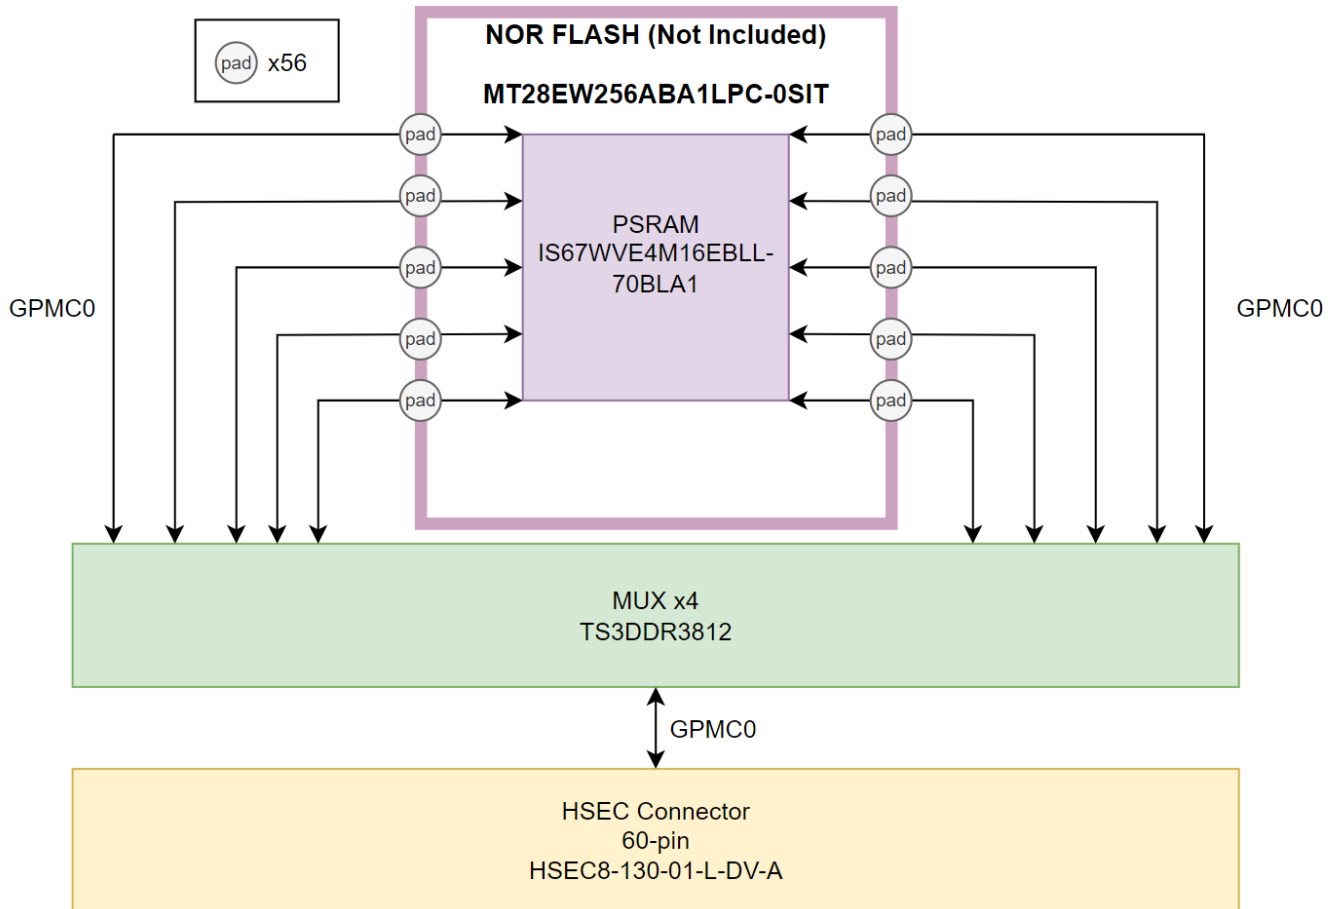 NOR FLASH (Not Included)
pad x56
MT28EW256ABA1LPC-0SIT
pad pad
pad pad
PSRAM
IS67WVE4M16EBLL-
70BLA1
pad pad
GPMC0 GPMC0
pad pad
pad pad
MUX x4
TS3DDR3812
GPMC0
HSEC Connector
60-pin
HSEC8-130-01-L-DV-A